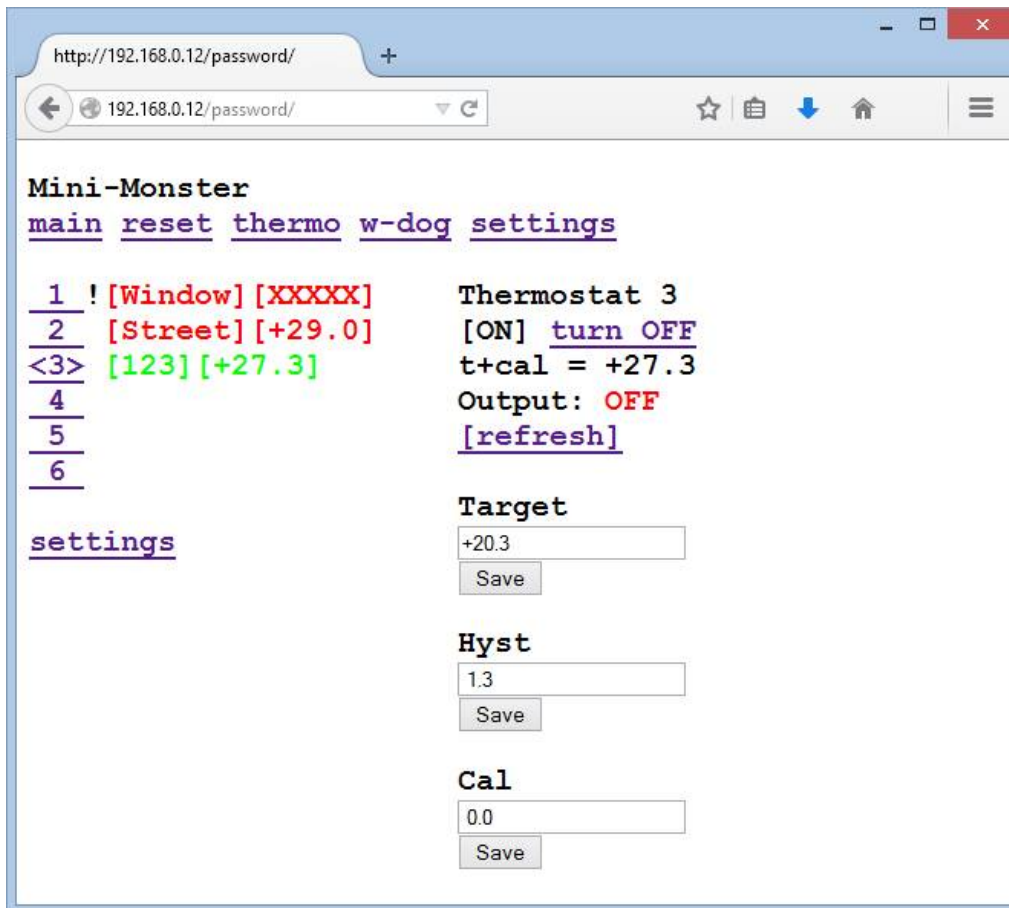 http://192.168.0.12/password/
192.168.0.12/password/
Mini-Monster
main reset thermo w-dog settings
1 ![Window][XXXXX]
2 [Street][+29.0]
<3> [123][+27.3]
4
5
6
settings
Thermostat 3
[ON] turn OFF
t+cal = +27.3
Output: OFF
[refresh]
Target
+20.3
Save
Hyst
1.3
Save
Cal
0.0
Save